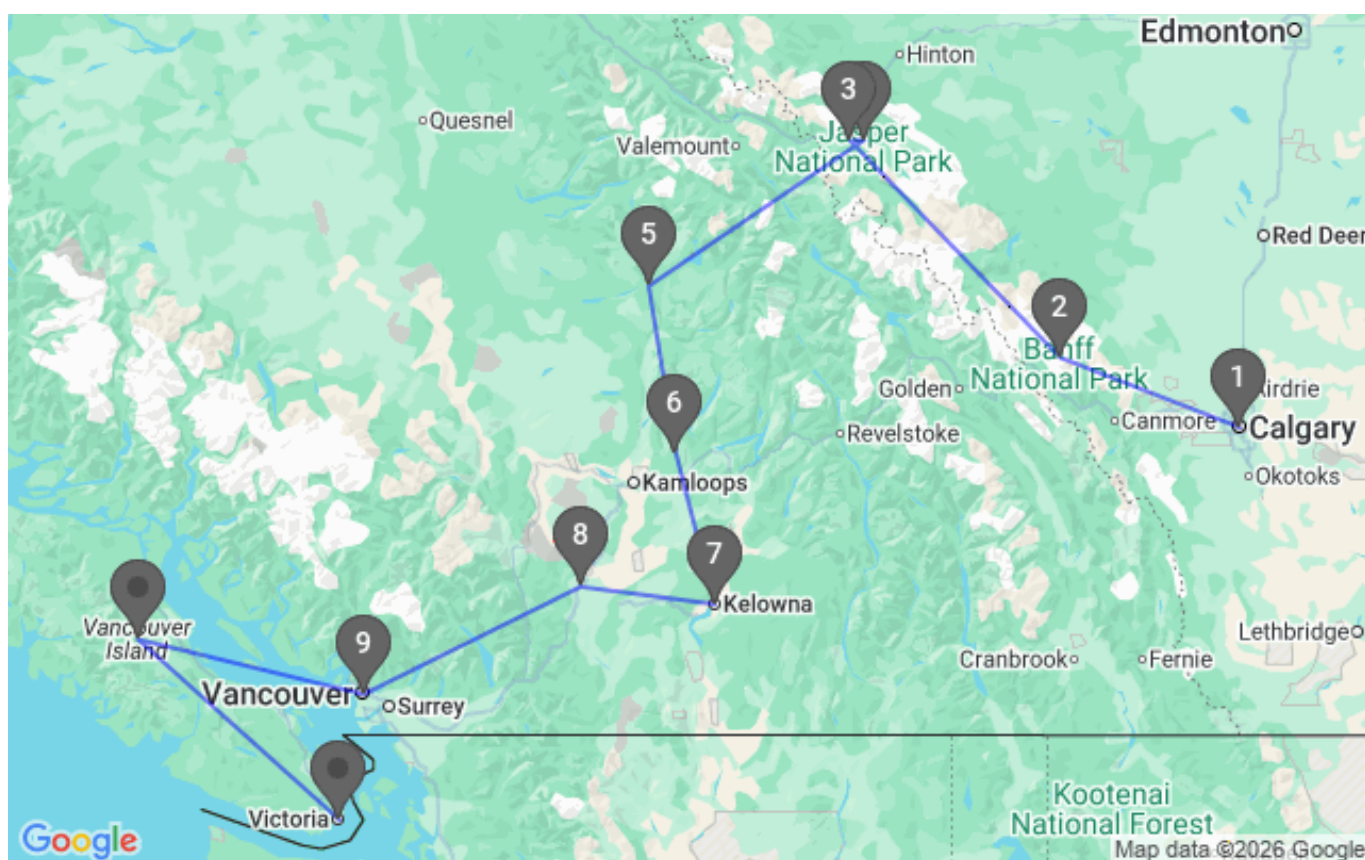 Edmonton
Hinton
Quesnel
3
Valemount
Jasper
National Park
5
Red Deer
2
Banff
National Park
1
Airdrie
Golden
Canmore
Calgary
6
Revelstoke
Okotoks
Kamloops
8
7
Kelowna
Vancouver
Island
9
Lethbridge
Cranbrook
Fernie
Vancouver
Surrey
Victoria
Kootenai
National Forest
Google
Map data ©2026 Google